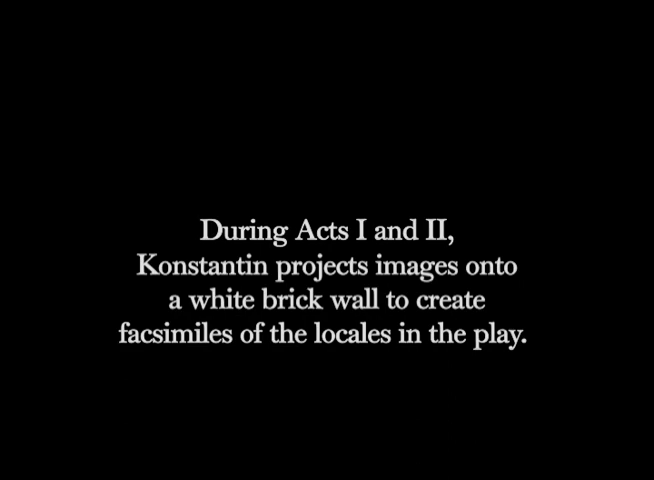 During Acts I and II,
Konstantin projects images onto
a white brick wall to create
facsimiles of the locales in the play.